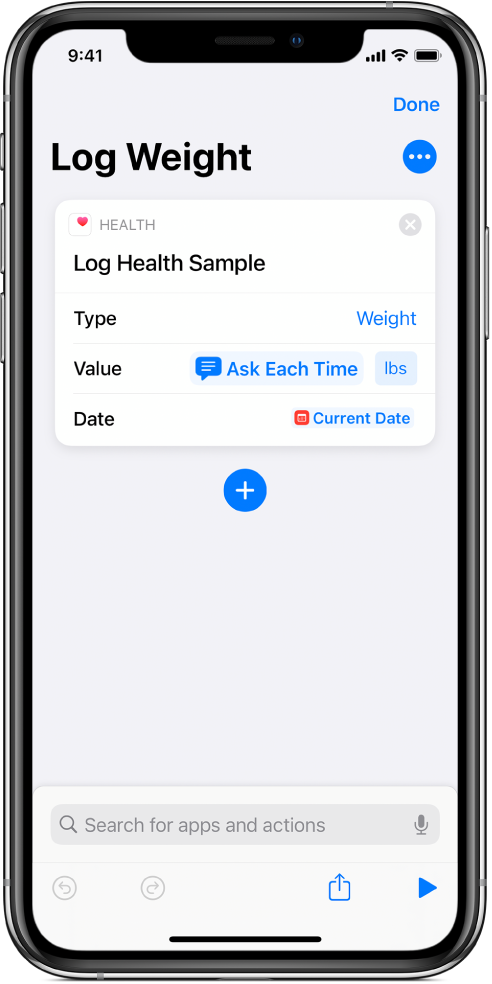 9:41
Done
Log Weight
HEALTH
Log Health Sample
Type Weight
Value Ask Each Time lbs
Date Current Date
Search for apps and actions